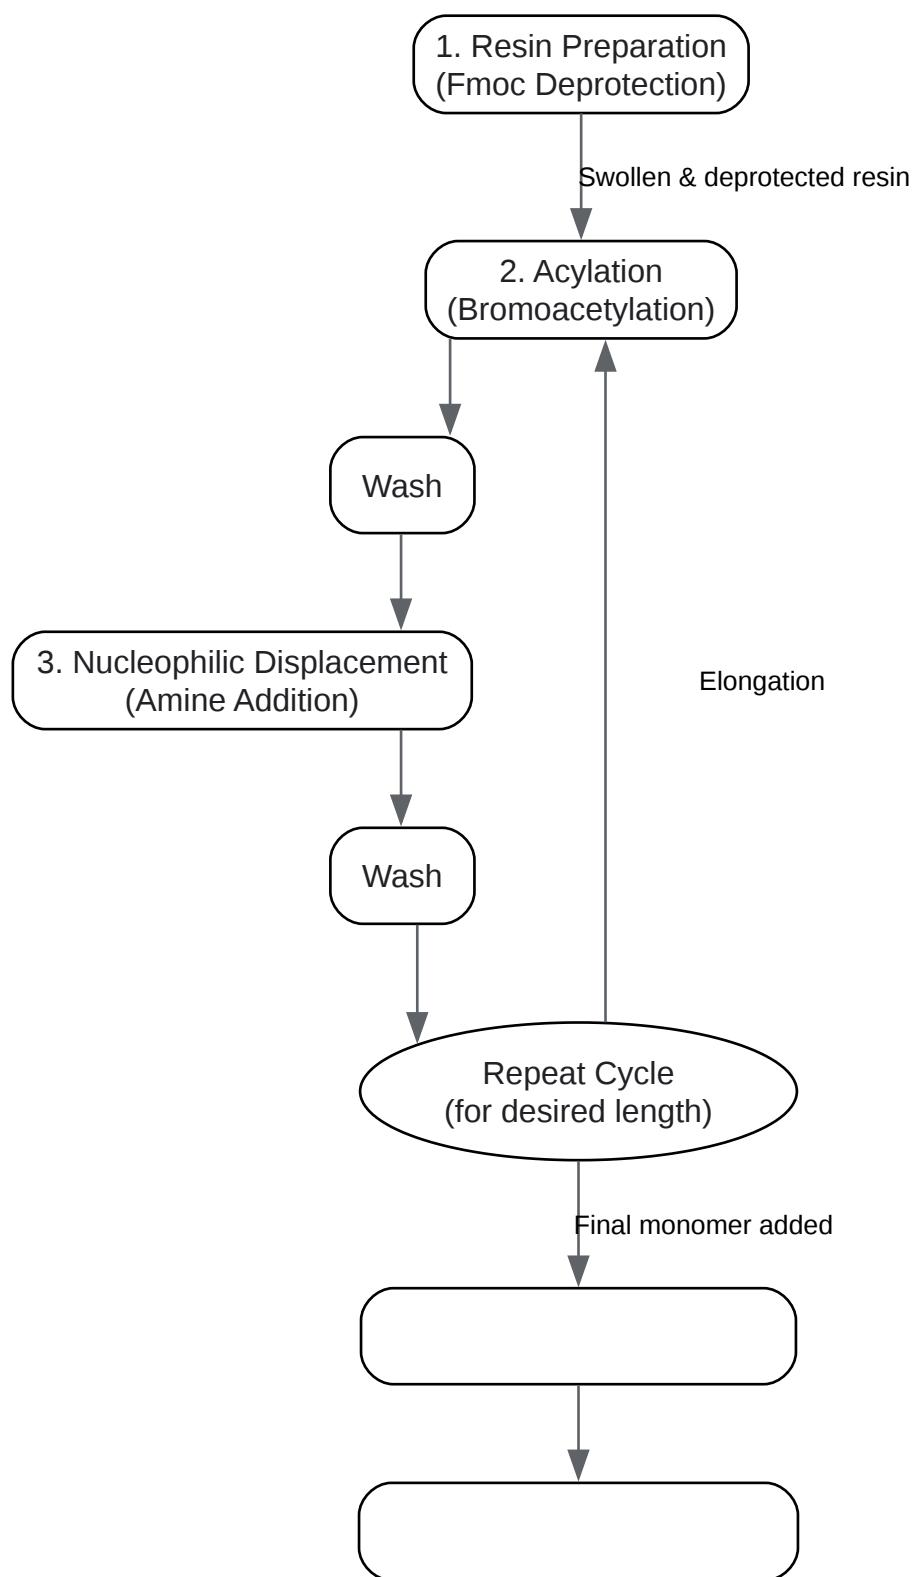 1. Resin Preparation
(Fmoc Deprotection)
Swollen & deprotected resin
2. Acylation
(Bromoacetylation)
Wash
3. Nucleophilic Displacement
(Amine Addition)
Elongation
Wash
Repeat Cycle
(for desired length)
Final monomer added